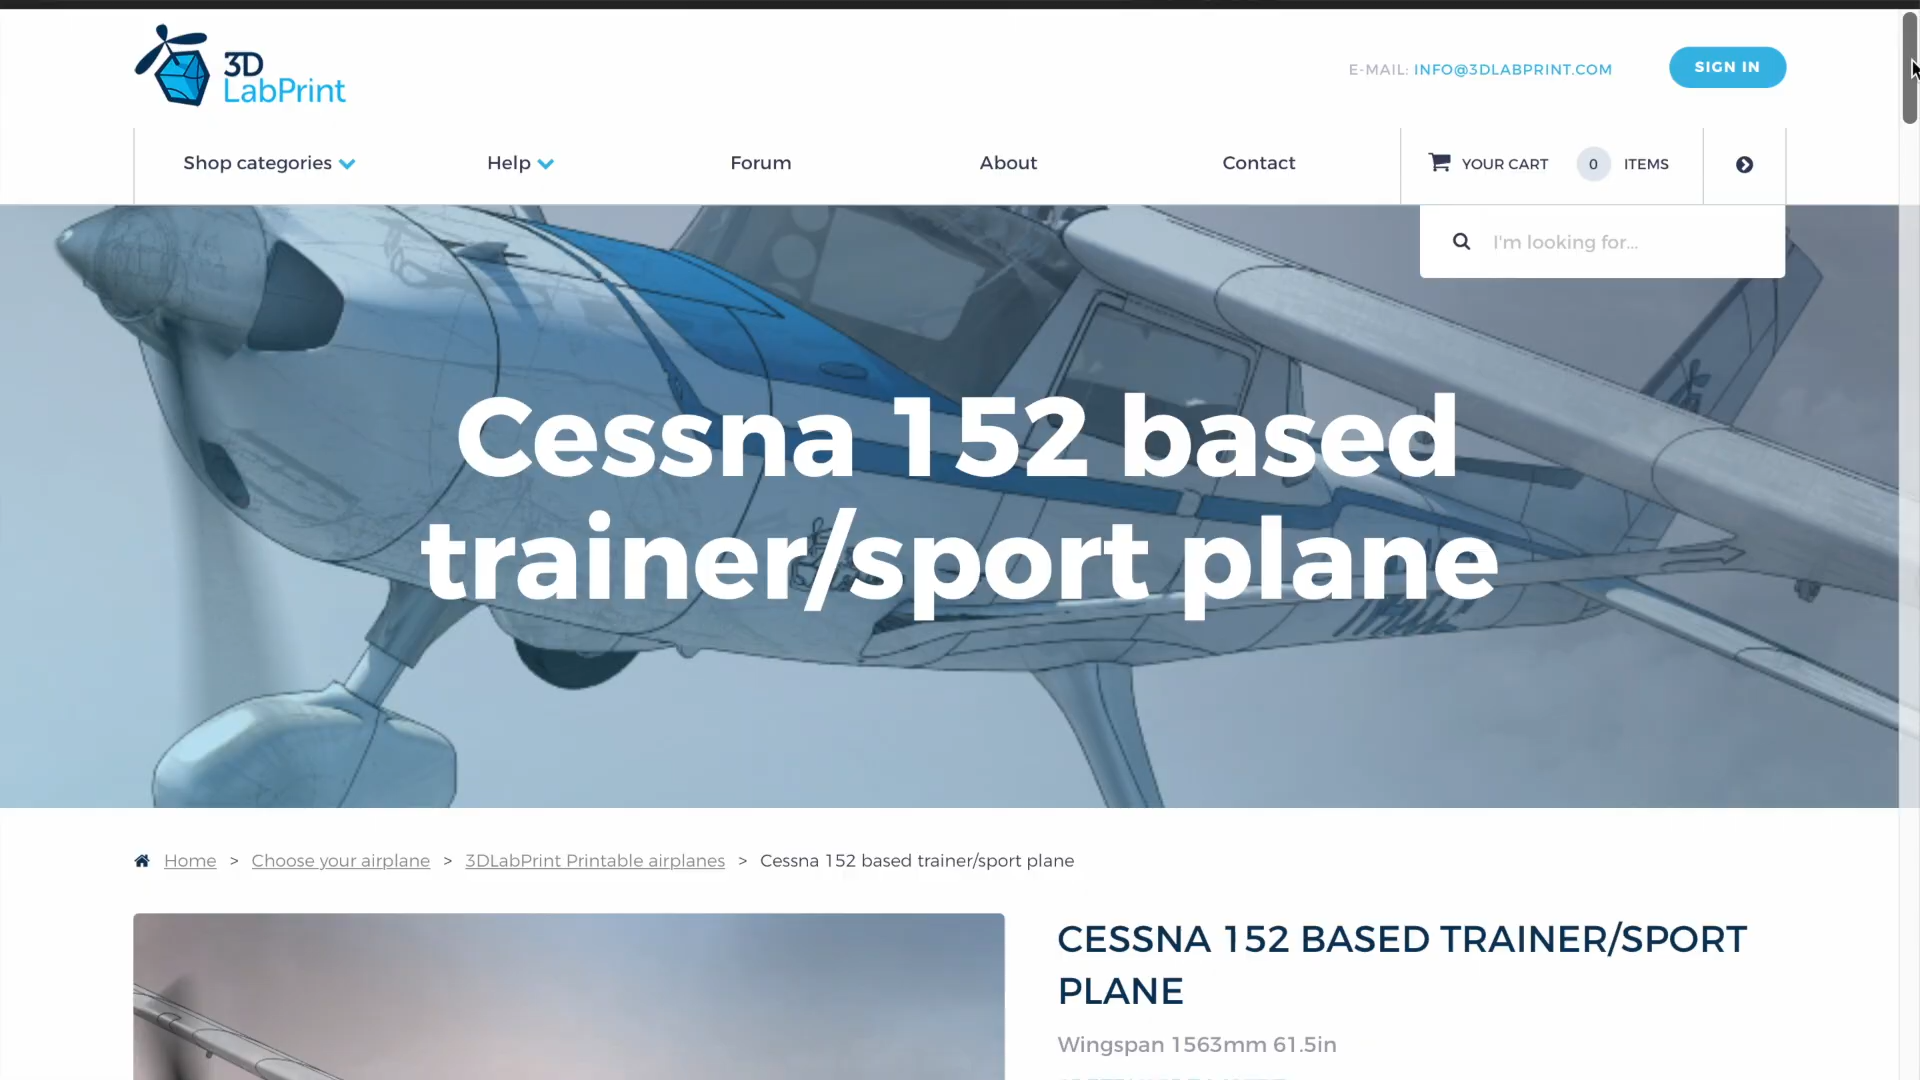 3D
LabPrint
E-MAIL: INFO@3DLABPRINT.COM
SIGN IN
Shop categories
Help
Forum
About
Contact
YOUR CART 0 ITEMS
I'm looking for...
Cessna 152 based
trainer/sport plane
Home > Choose your airplane > 3DLabPrint Printable airplanes > Cessna 152 based trainer/sport plane
CESSNA 152 BASED TRAINER/SPORT
PLANE
Wingspan 1563mm 61.5in